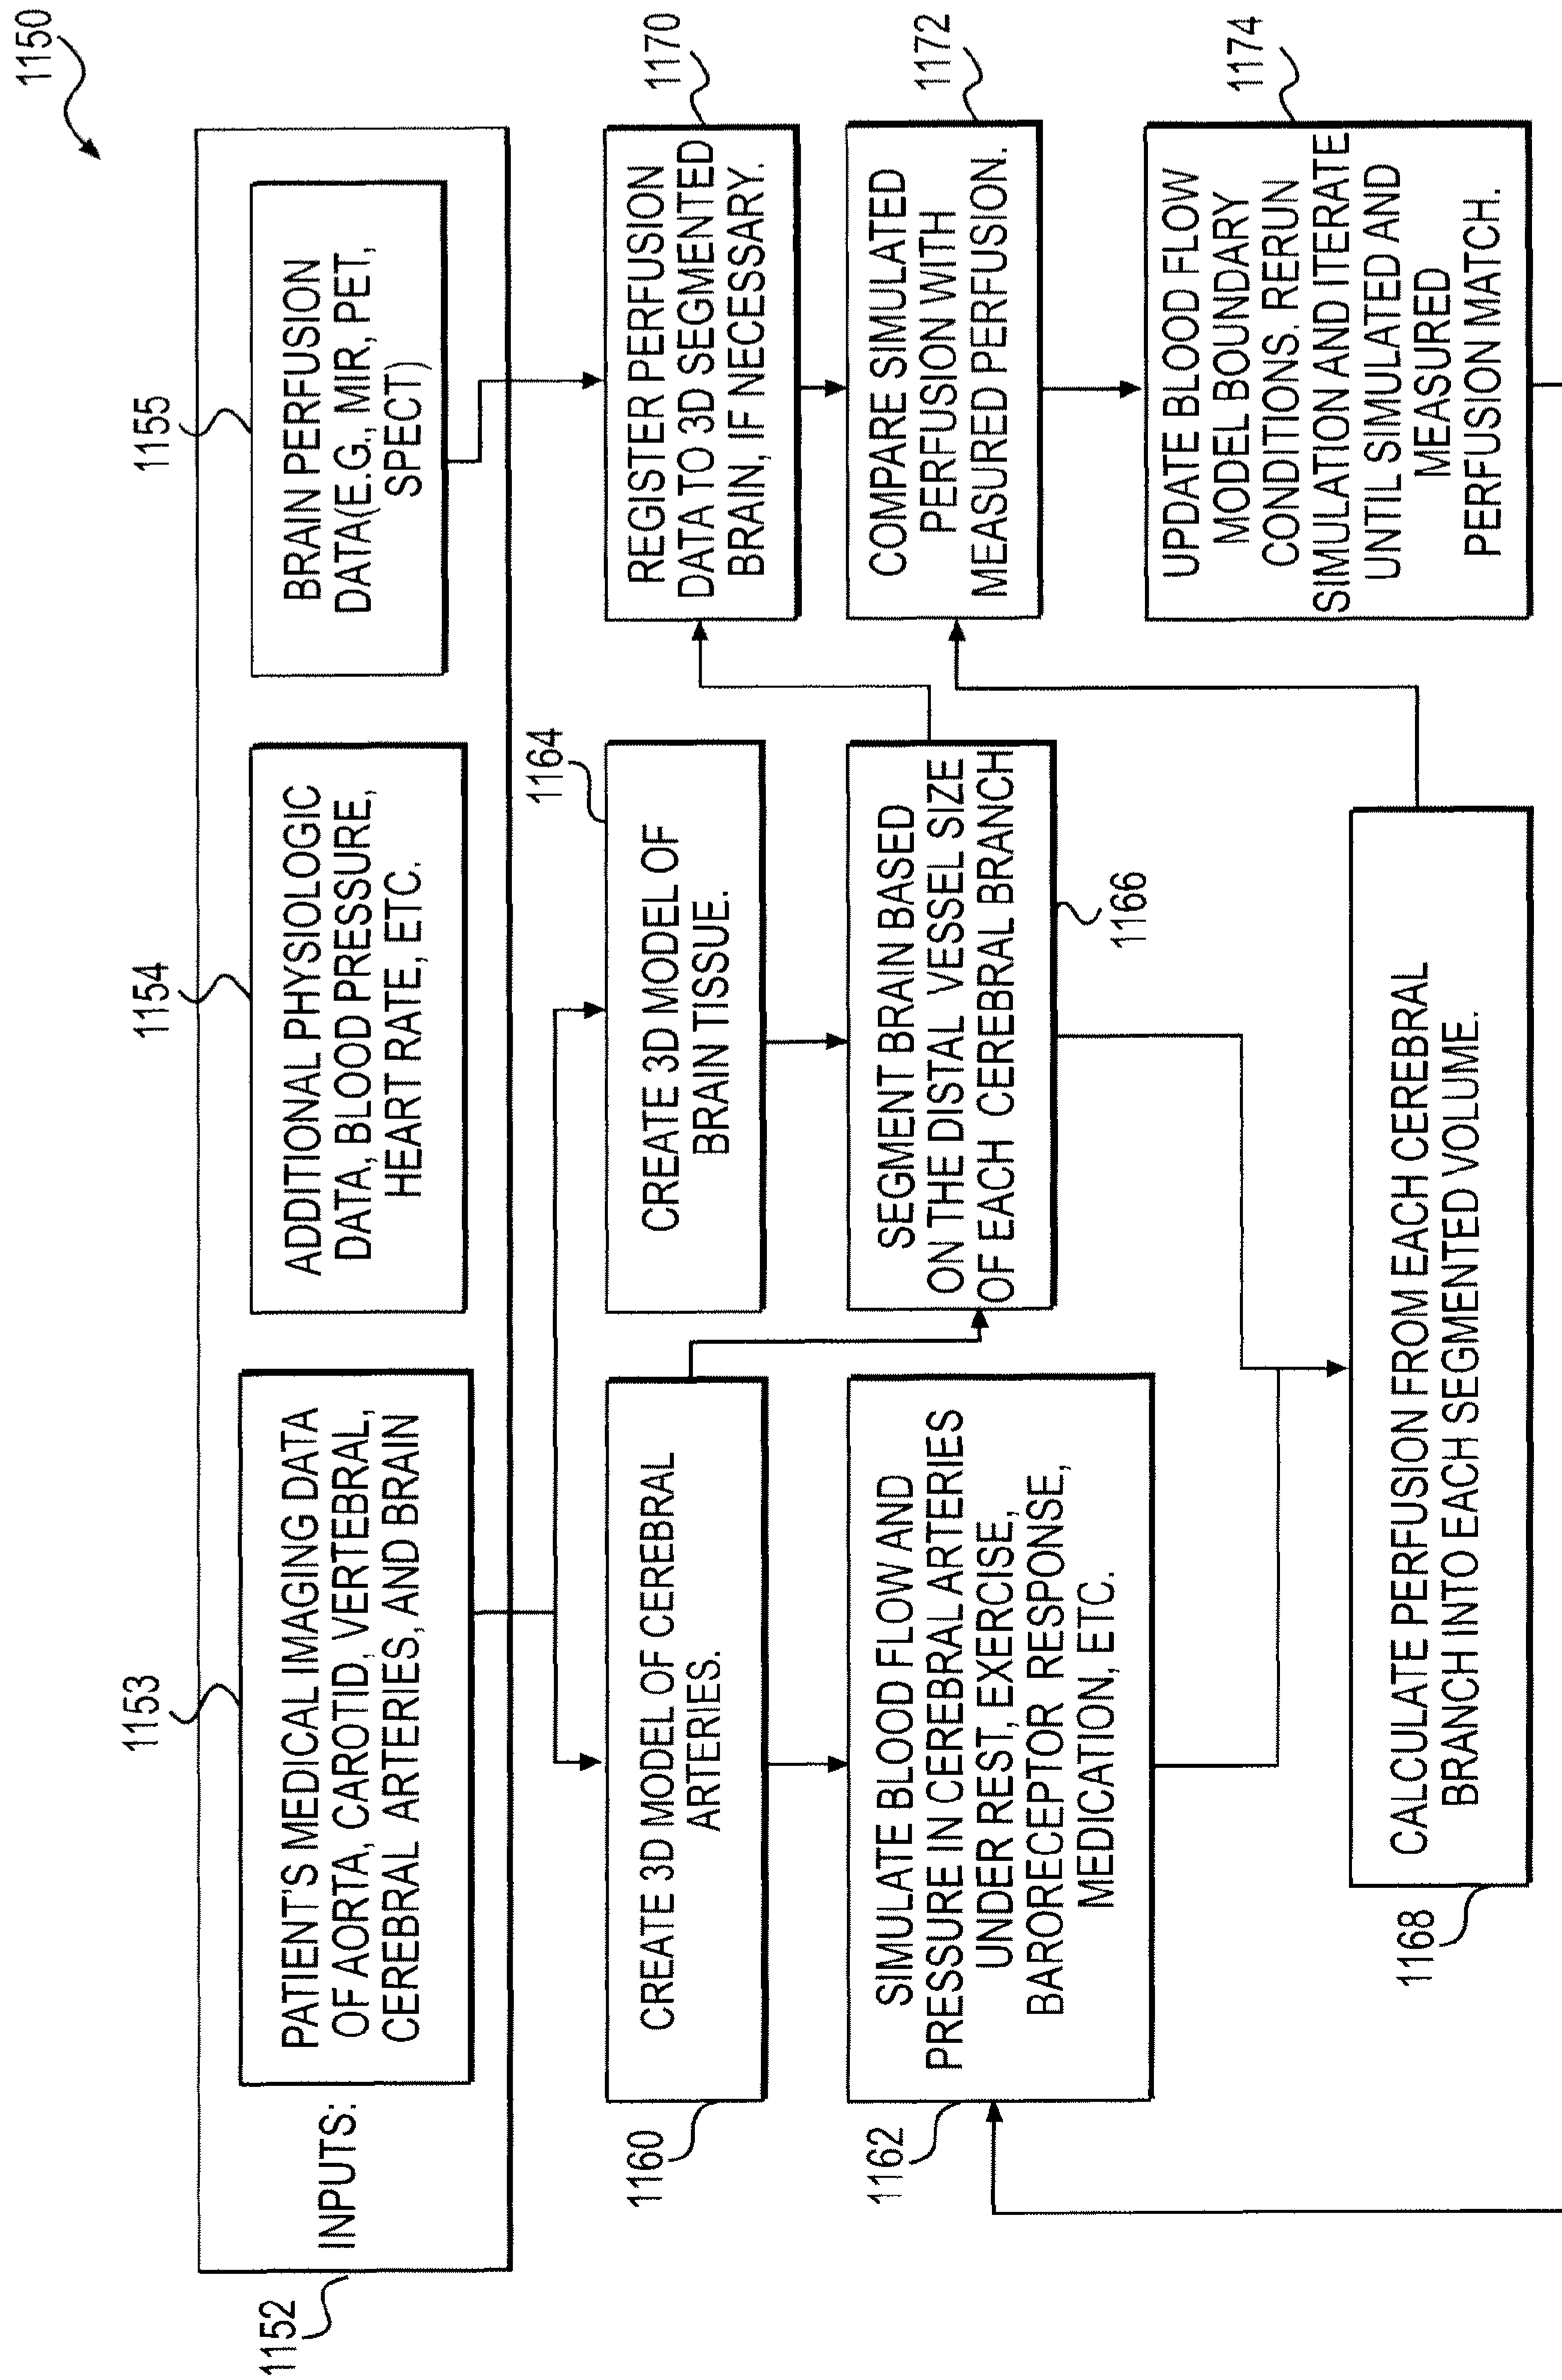 1150
1152
INPUTS:
1153
PATIENT'S MEDICAL IMAGING DATA
OF AORTA, CAROTID, VERTEBRAL,
CEREBRAL ARTERIES, AND BRAIN
1154
ADDITIONAL PHYSIOLOGIC
DATA, BLOOD PRESSURE,
HEART RATE, ETC.
1155
BRAIN PERFUSION
DATA(E.G., MIR, PET,
SPECT)
1160
CREATE 3D MODEL OF CEREBRAL
ARTERIES.
1164
CREATE 3D MODEL OF
BRAIN TISSUE.
1170
REGISTER PERFUSION
DATA TO 3D SEGMENTED
BRAIN, IF NECESSARY.
1162
SIMULATE BLOOD FLOW AND
PRESSURE IN CEREBRAL ARTERIES
UNDER REST, EXERCISE,
BARORECEPTOR RESPONSE,
MEDICATION, ETC.
1166
SEGMENT BRAIN BASED
ON THE DISTAL VESSEL SIZE
OF EACH CEREBRAL BRANCH
1172
COMPARE SIMULATED
PERFUSION WITH
MEASURED PERFUSION.
1168
CALCULATE PERFUSION FROM EACH CEREBRAL
BRANCH INTO EACH SEGMENTED VOLUME.
1174
UPDATE BLOOD FLOW
MODEL BOUNDARY
CONDITIONS. RERUN
SIMULATION AND ITERATE
UNTIL SIMULATED AND
MEASURED
PERFUSION MATCH.